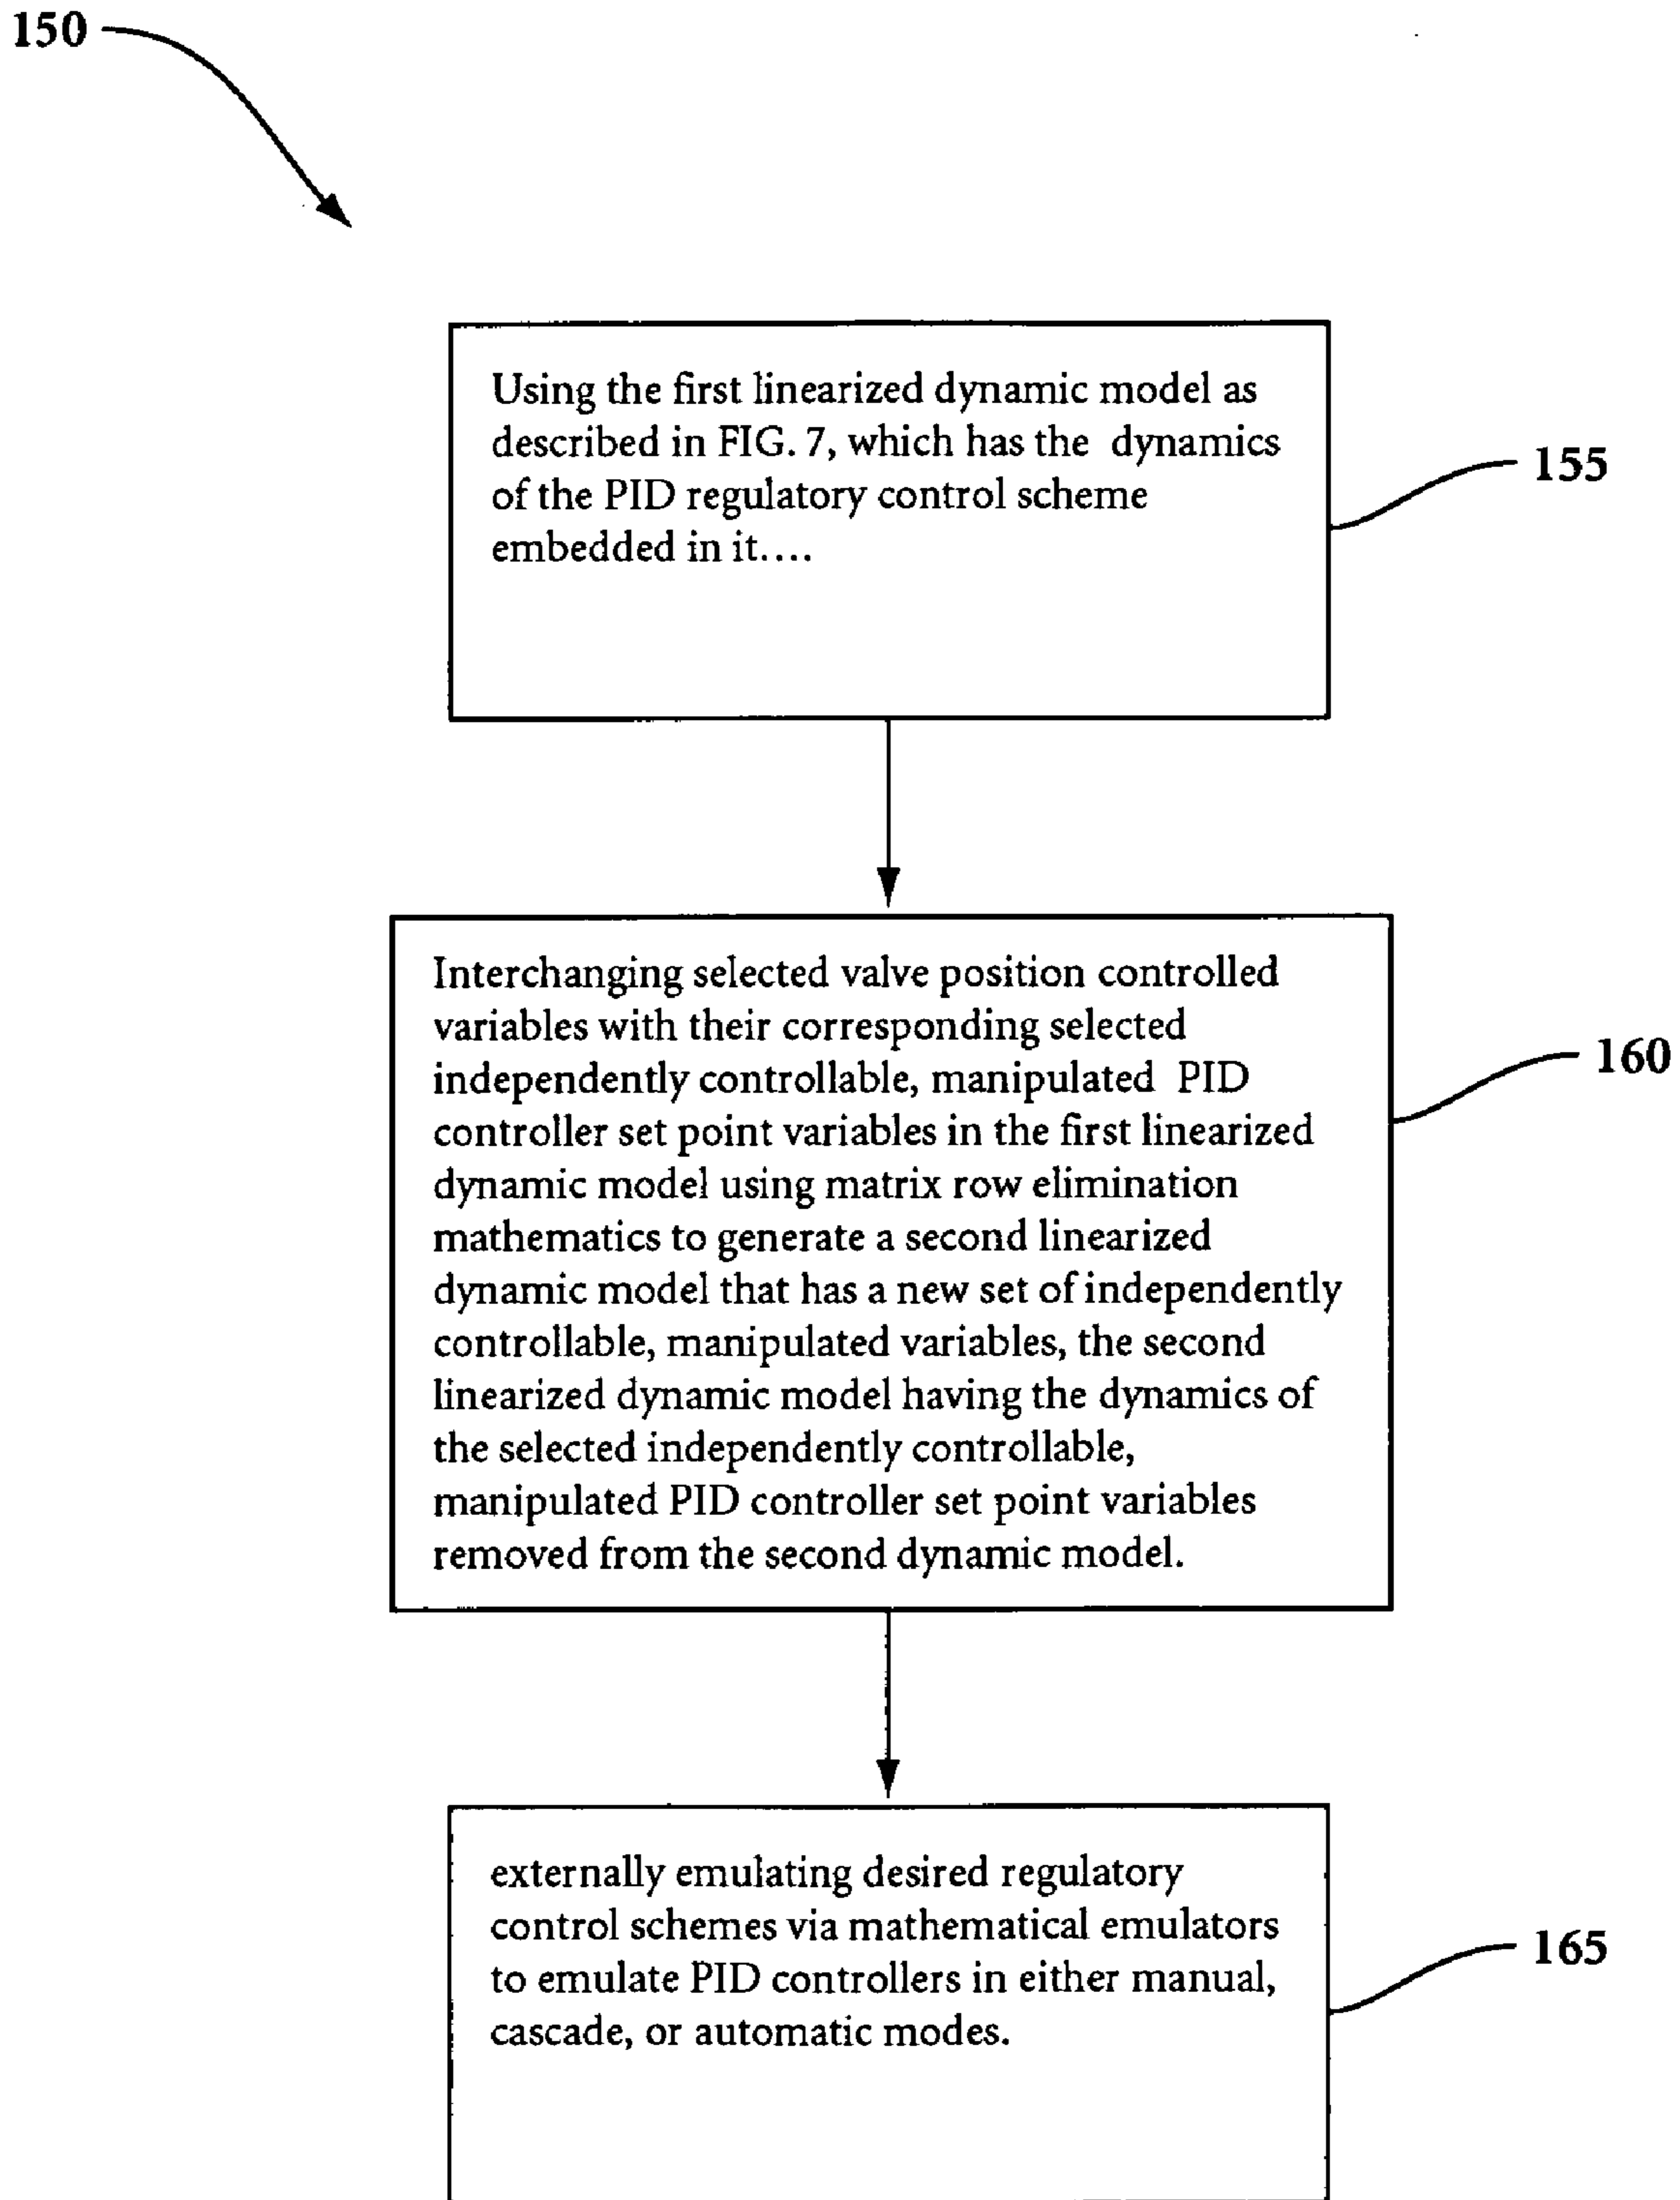 150
Using the first linearized dynamic model as
described in FIG. 7, which has the dynamics
of the PID regulatory control scheme
embedded in it....
155
Interchanging selected valve position controlled
variables with their corresponding selected
independently controllable, manipulated PID
controller set point variables in the first linearized
dynamic model using matrix row elimination
mathematics to generate a second linearized
dynamic model that has a new set of independently
controllable, manipulated variables, the second
linearized dynamic model having the dynamics of
the selected independently controllable,
manipulated PID controller set point variables
removed from the second dynamic model.
160
externally emulating desired regulatory
control schemes via mathematical emulators
to emulate PID controllers in either manual,
cascade, or automatic modes.
165